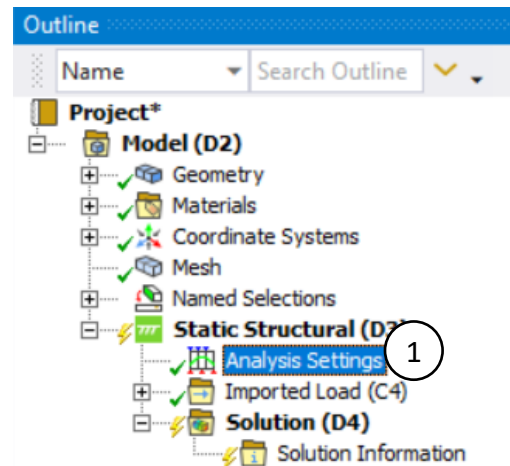 Outline
Name Search Outline
Project*
Model (D2)
Geometry
Materials
Coordinate Systems
Mesh
Named Selections
Static Structural (D3)
Analysis Settings 1
Imported Load (C4)
Solution (D4)
Solution Information